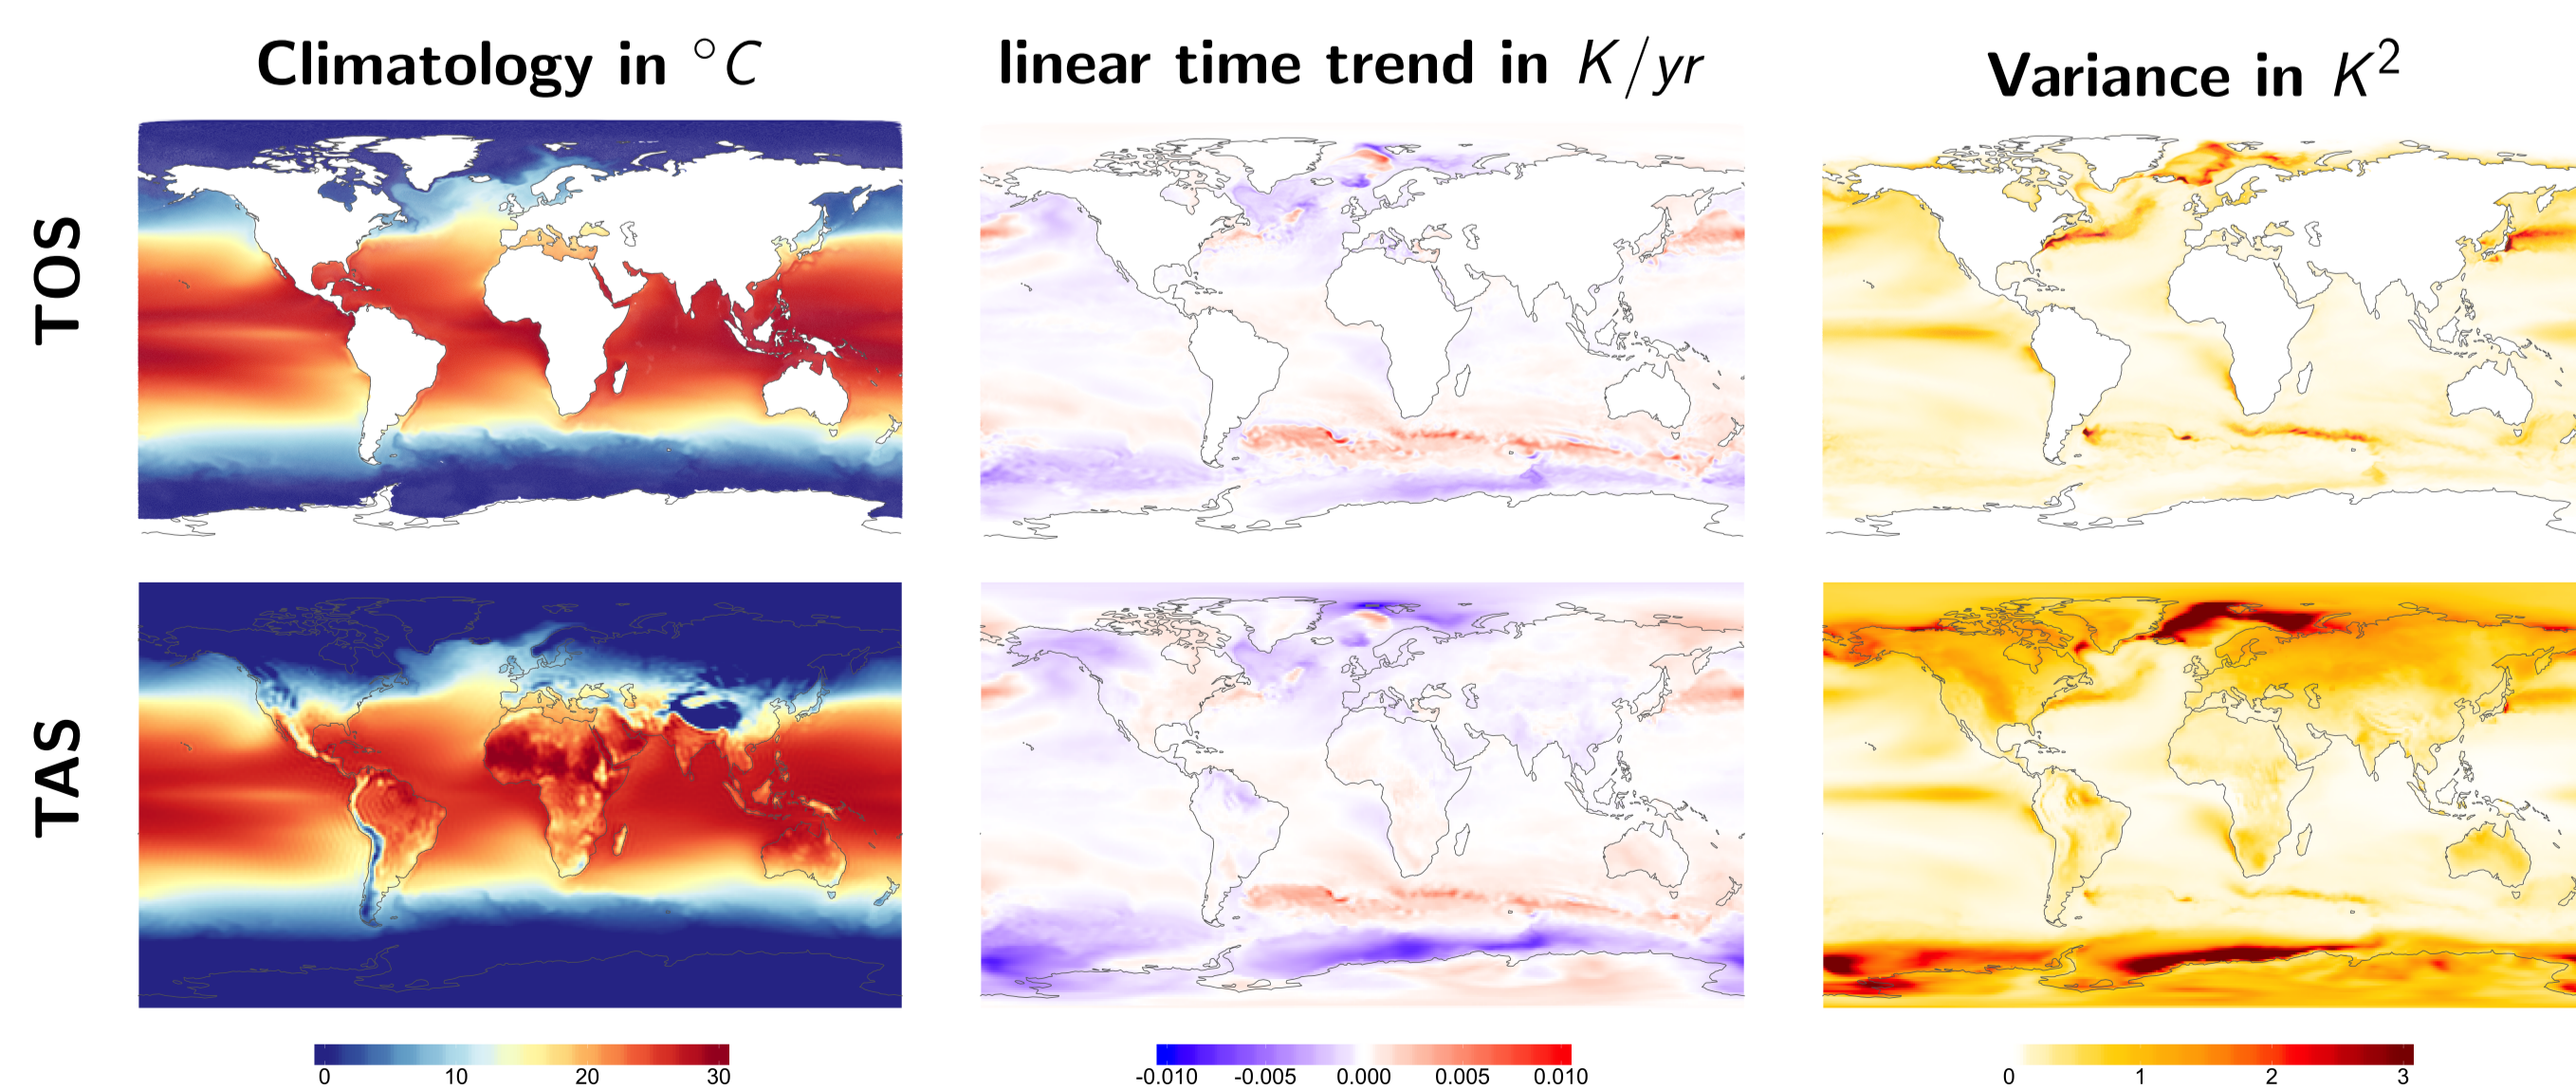 Climatology in °C
linear time trend in K/yr
Variance in K²
TOS
TAS
0 10 20 30
-0.010 -0.005 0.000 0.005 0.010
0 1 2 3